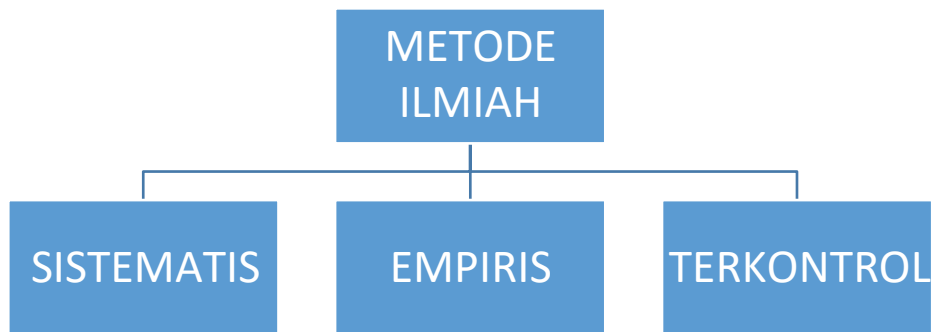 METODE
ILMIAH
SISTEMATIS
EMPIRIS
TERKONTROL